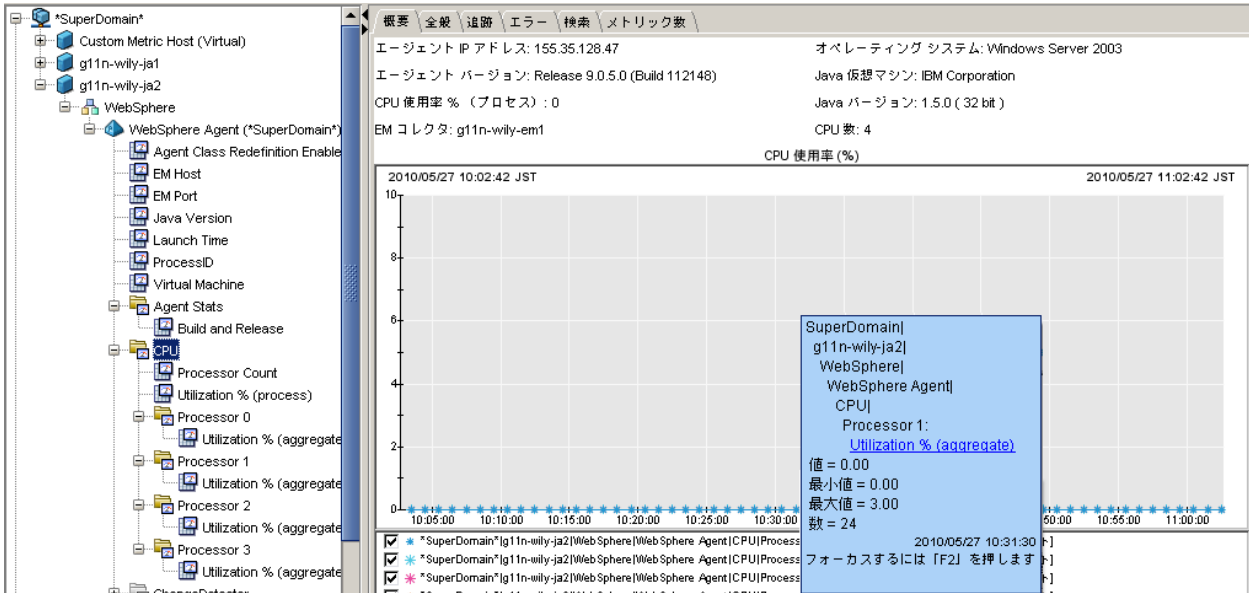 *SuperDomain*
Custom Metric Host (Virtual)
g11n-wily-ja1
g11n-wily-ja2
WebSphere
WebSphere Agent (*SuperDomain*)
Agent Class Redefinition Enable
EM Host
EM Port
Java Version
Launch Time
ProcessID
Virtual Machine
Agent Stats
Build and Release
CPU
Processor Count
Utilization % (process)
Processor 0
Utilization % (aggregate
Processor 1
Utilization % (aggregate
Processor 2
Utilization % (aggregate
Processor 3
Utilization % (aggregate
ChangeDetector
概要 全般 追跡 エラー 検索 メトリック数
エージェント IP アドレス: 155.35.128.47
オペレーティング システム: Windows Server 2003
エージェント バージョン: Release 9.0.5.0 (Build 112148)
Java 仮想マシン: IBM Corporation
CPU 使用率 % (プロセス) : 0
Java バージョン: 1.5.0 ( 32 bit )
EM コレクタ: g11n-wily-em1
CPU 数: 4
CPU 使用率 (%)
2010/05/27 10:02:42 JST
2010/05/27 11:02:42 JST
10
8
6
4
2
0
10:05:00 10:10:00 10:15:00 10:20:00 10:25:00 10:30:00 50:00 10:55:00 11:00:00
SuperDomain|
g11n-wily-ja2|
WebSphere|
WebSphere Agent|
CPU|
Processor 1:
Utilization % (aggregate)
値 = 0.00
最小値 = 0.00
最大値 = 3.00
数 = 24
2010/05/27 10:31:30
フォーカスするには「F2」を押します
*SuperDomain*|g11n-wily-ja2|WebSphere|WebSphere Agent|CPU|Process ト]
*SuperDomain*|g11n-wily-ja2|WebSphere|WebSphere Agent|CPU|Process ト]
*SuperDomain*|g11n-wily-ja2|WebSphere|WebSphere Agent|CPU|Process ト]